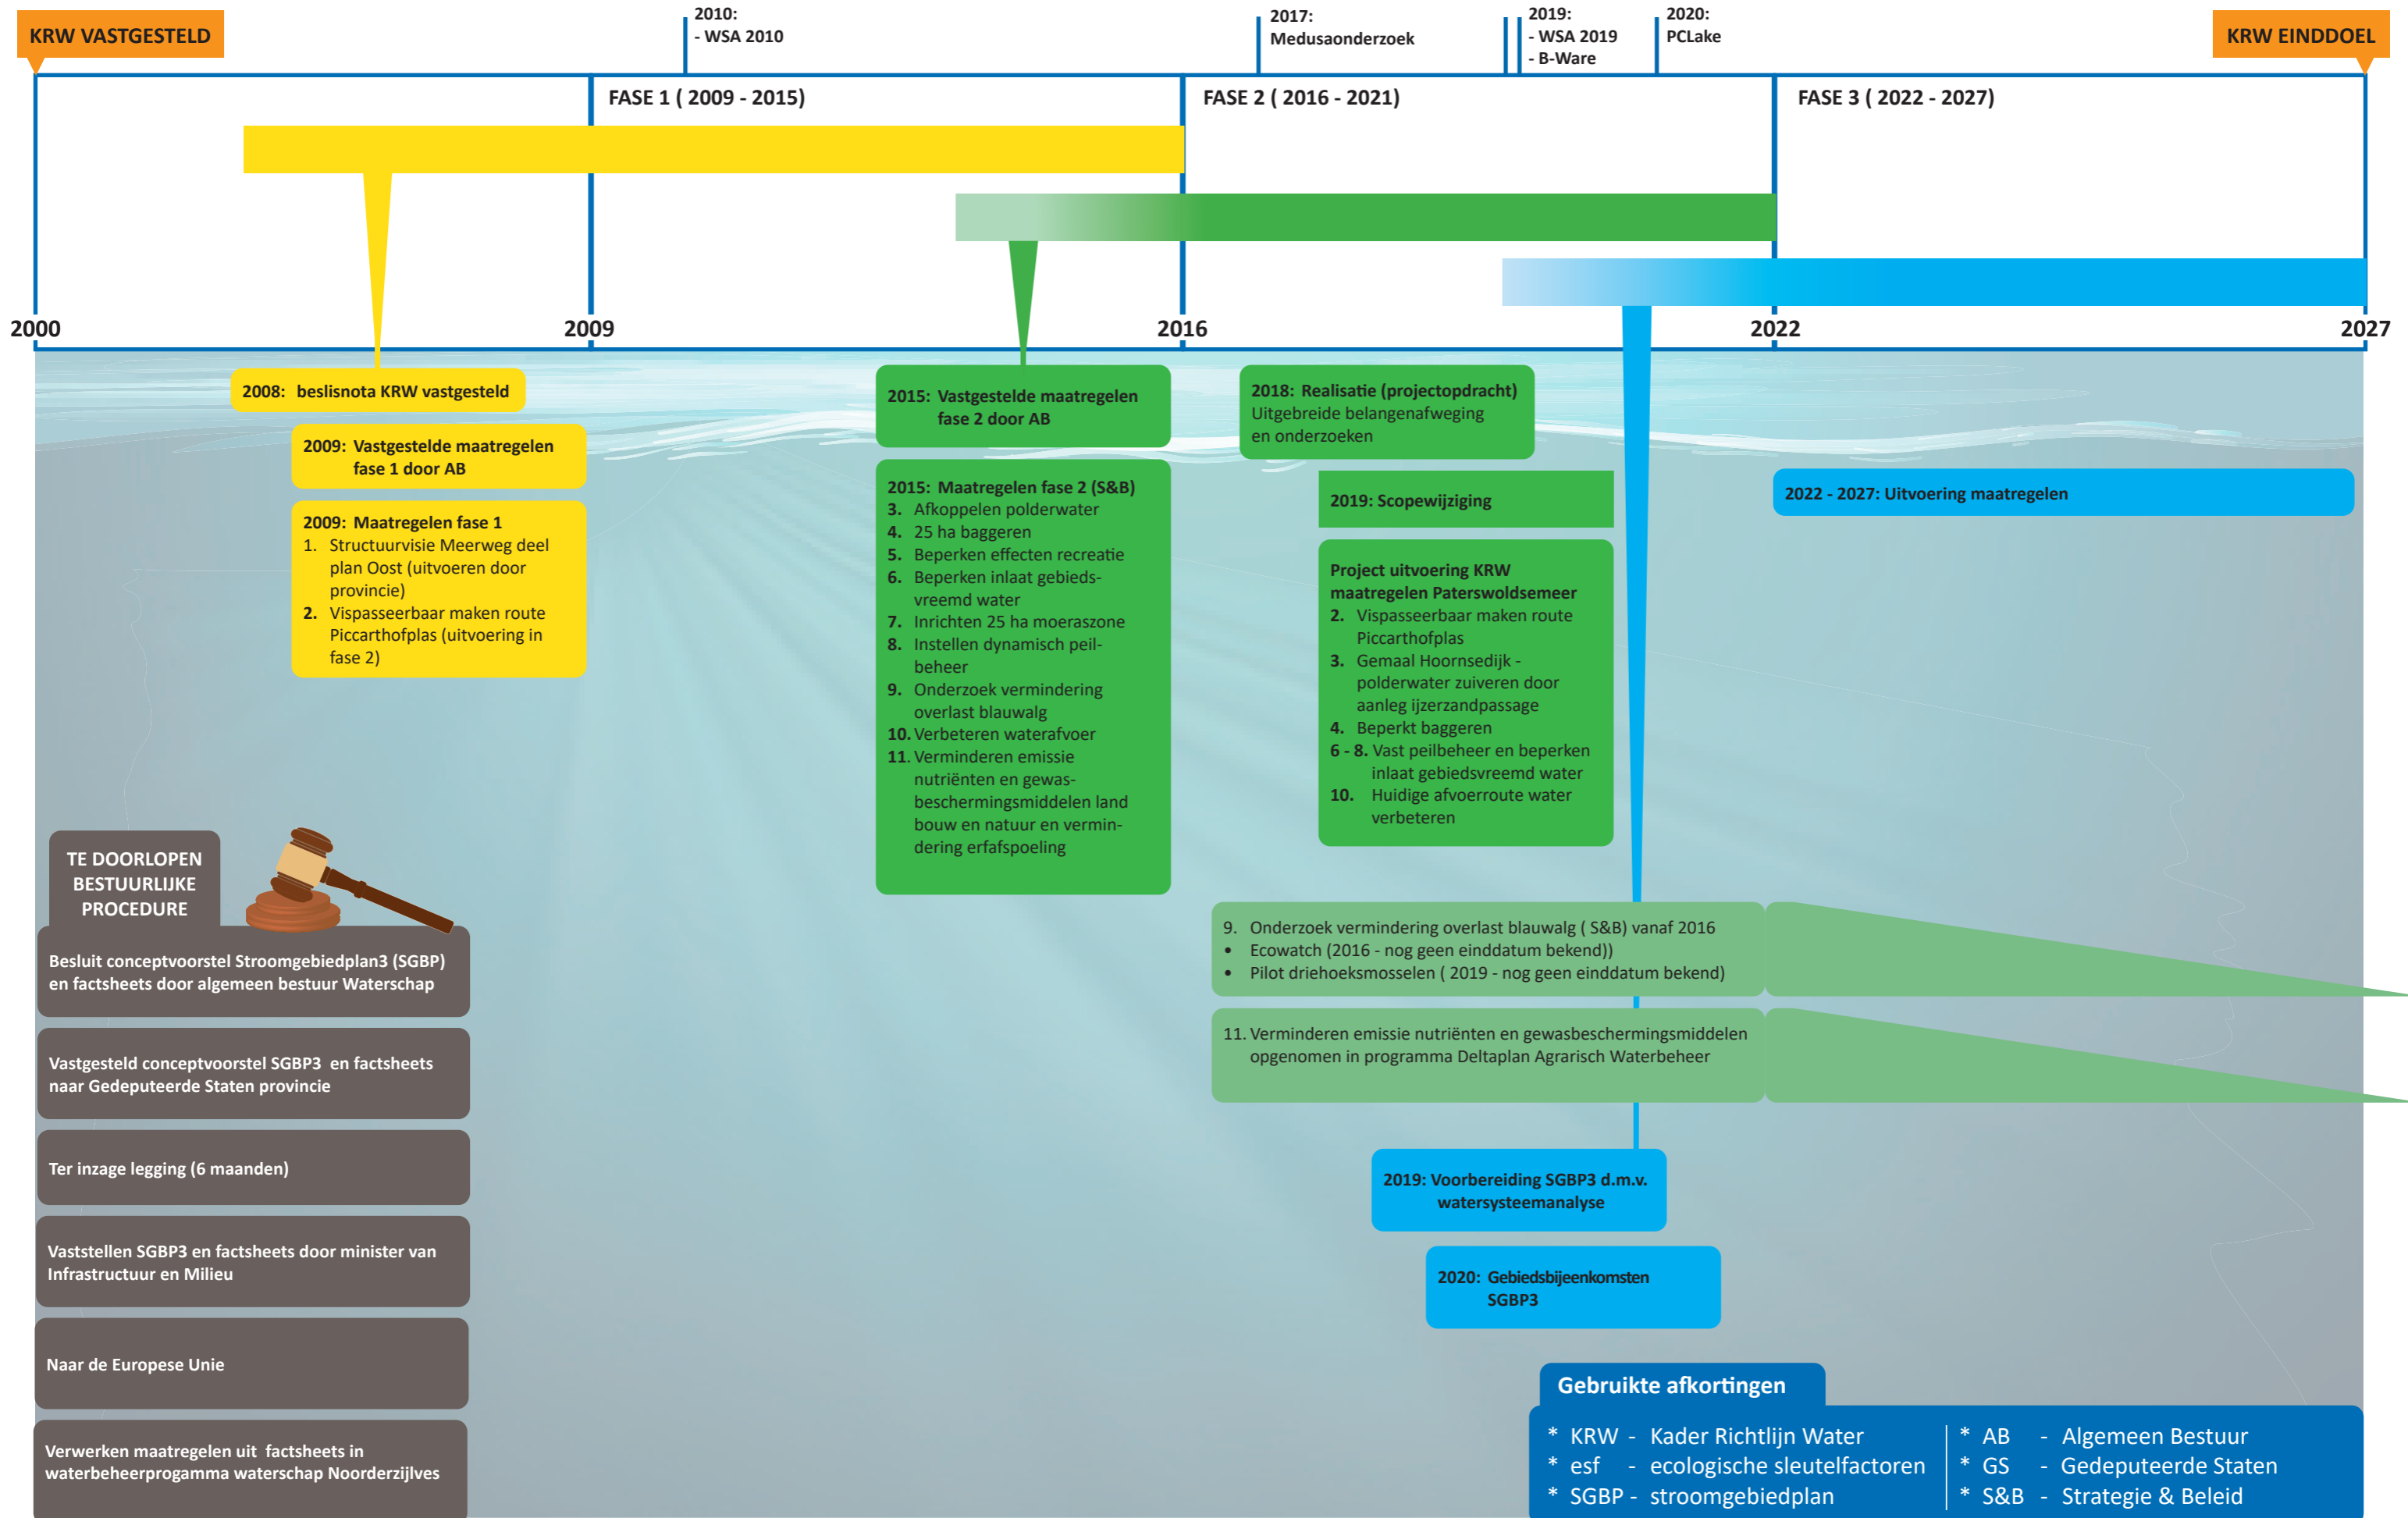 KRW VASTGESTELD
2010:
- WSA 2010
2017:
Medusaonderzoek
2019:
- WSA 2019
- B-Ware
2020:
PCLake
KRW EINDDOEL
FASE 1 ( 2009 - 2015)
FASE 2 ( 2016 - 2021)
FASE 3 ( 2022 - 2027)
2000
2009
2016
2022
2027
2008: beslisnota KRW vastgesteld
2009: Vastgestelde maatregelen
fase 1 door AB
2009: Maatregelen fase 1
1. Structuurvisie Meerweg deel
plan Oost (uitvoeren door
provincie)
2. Vispasseerbaar maken route
Piccarthofplas (uitvoering in
fase 2)
2015: Vastgestelde maatregelen
fase 2 door AB
2015: Maatregelen fase 2 (S&B)
3. Afkoppelen polderwater
4. 25 ha baggeren
5. Beperken effecten recreatie
6. Beperken inlaat gebieds-
vreemd water
7. Inrichten 25 ha moeraszone
8. Instellen dynamisch peil-
beheer
9. Onderzoek vermindering
overlast blauwalg
10. Verbeteren waterafvoer
11. Verminderen emissie
nutriënten en gewas-
beschermingsmiddelen land
bouw en natuur en vermin-
dering erfafspoeling
2018: Realisatie (projectopdracht)
Uitgebreide belangenafweging
en onderzoeken
2019: Scopewijziging
Project uitvoering KRW
maatregelen Paterswoldsemeer
2. Vispasseerbaar maken route
Piccarthofplas
3. Gemaal Hoornsedijk -
polderwater zuiveren door
aanleg ijzerzandpassage
4. Beperkt baggeren
6 - 8. Vast peilbeheer en beperken
inlaat gebiedsvreemd water
10. Huidige afvoerroute water
verbeteren
2022 - 2027: Uitvoering maatregelen
9. Onderzoek vermindering overlast blauwalg ( S&B) vanaf 2016
• Ecowatch (2016 - nog geen einddatum bekend))
• Pilot driehoeksmosselen ( 2019 - nog geen einddatum bekend)
11. Verminderen emissie nutriënten en gewasbeschermingsmiddelen
opgenomen in programma Deltaplan Agrarisch Waterbeheer
2019: Voorbereiding SGBP3 d.m.v.
watersysteemanalyse
2020: Gebiedsbijeenkomsten
SGBP3
TE DOORLOPEN
BESTUURLIJKE
PROCEDURE
Besluit conceptvoorstel Stroomgebiedplan3 (SGBP)
en factsheets door algemeen bestuur Waterschap
Vastgesteld conceptvoorstel SGBP3 en factsheets
naar Gedeputeerde Staten provincie
Ter inzage legging (6 maanden)
Vaststellen SGBP3 en factsheets door minister van
Infrastructuur en Milieu
Naar de Europese Unie
Verwerken maatregelen uit factsheets in
waterbeheerprogamma waterschap Noorderzijlves
Gebruikte afkortingen
* KRW - Kader Richtlijn Water
* esf - ecologische sleutelfactoren
* SGBP - stroomgebiedplan
* AB - Algemeen Bestuur
* GS - Gedeputeerde Staten
* S&B - Strategie & Beleid